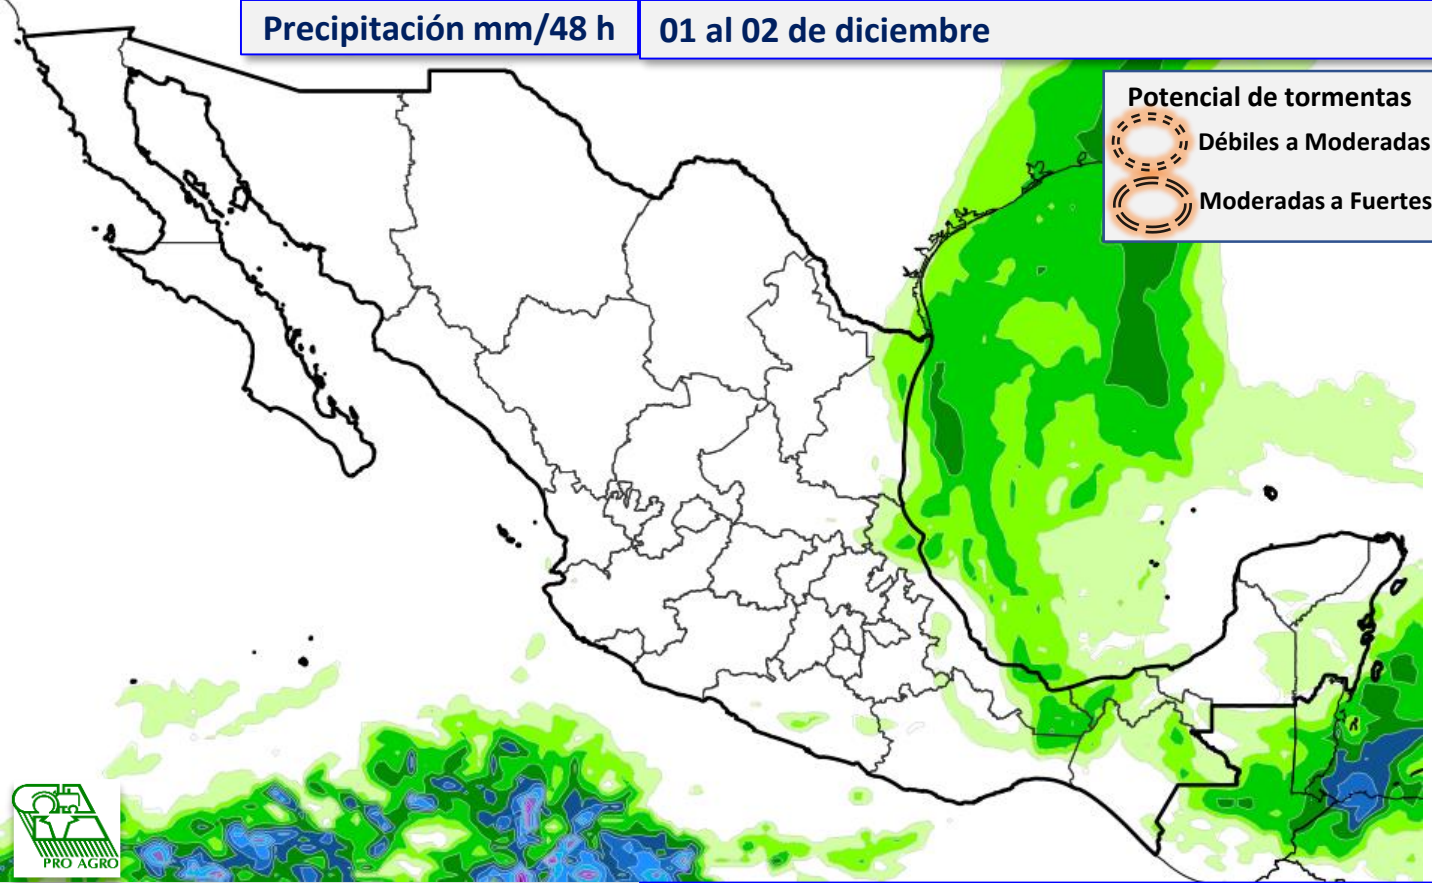 Precipitación mm/48 h
01 al 02 de diciembre
Potencial de tormentas
Débiles a Moderadas
Moderadas a Fuertes
PRO AGRO